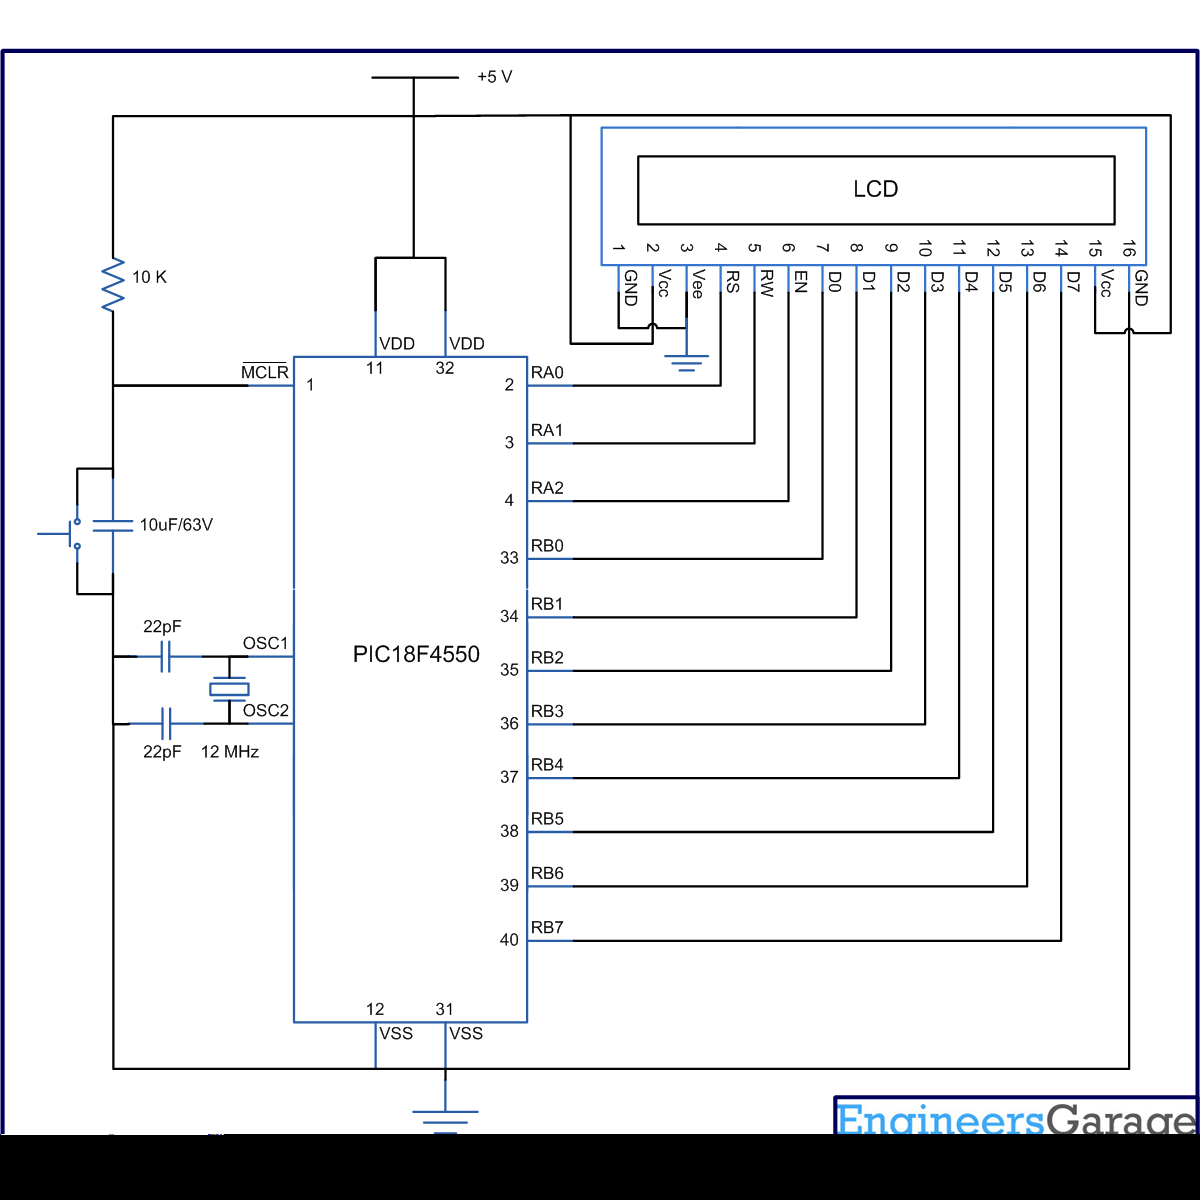 +5 V
LCD
1 2 3 4 5 6 7 8 9 10 11 12 13 14 15 16
GND Vcc Vee RS RW EN D0 D1 D2 D3 D4 D5 D6 D7 Vcc GND
10 K
VDD VDD
MCLR 1 11 32 2 RA0
3 RA1
4 RA2
10uF/63V
33 RB0
34 RB1
22pF OSC1
PIC18F4550
35 RB2
OSC2
36 RB3
22pF 12 MHz
37 RB4
38 RB5
39 RB6
40 RB7
12 31
VSS VSS
EngineersGarage